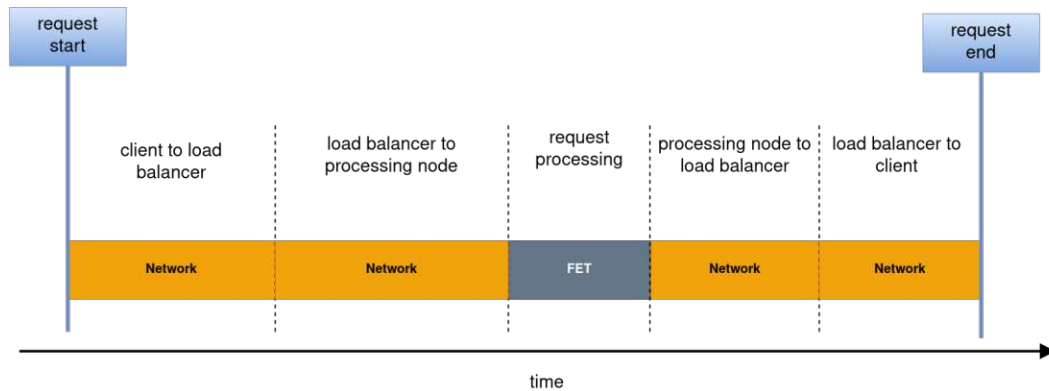 request
start
request
end
client to load
balancer
load balancer to
processing node
request
processing
processing node to
load balancer
load balancer to
client
Network
Network
FET
Network
Network
time